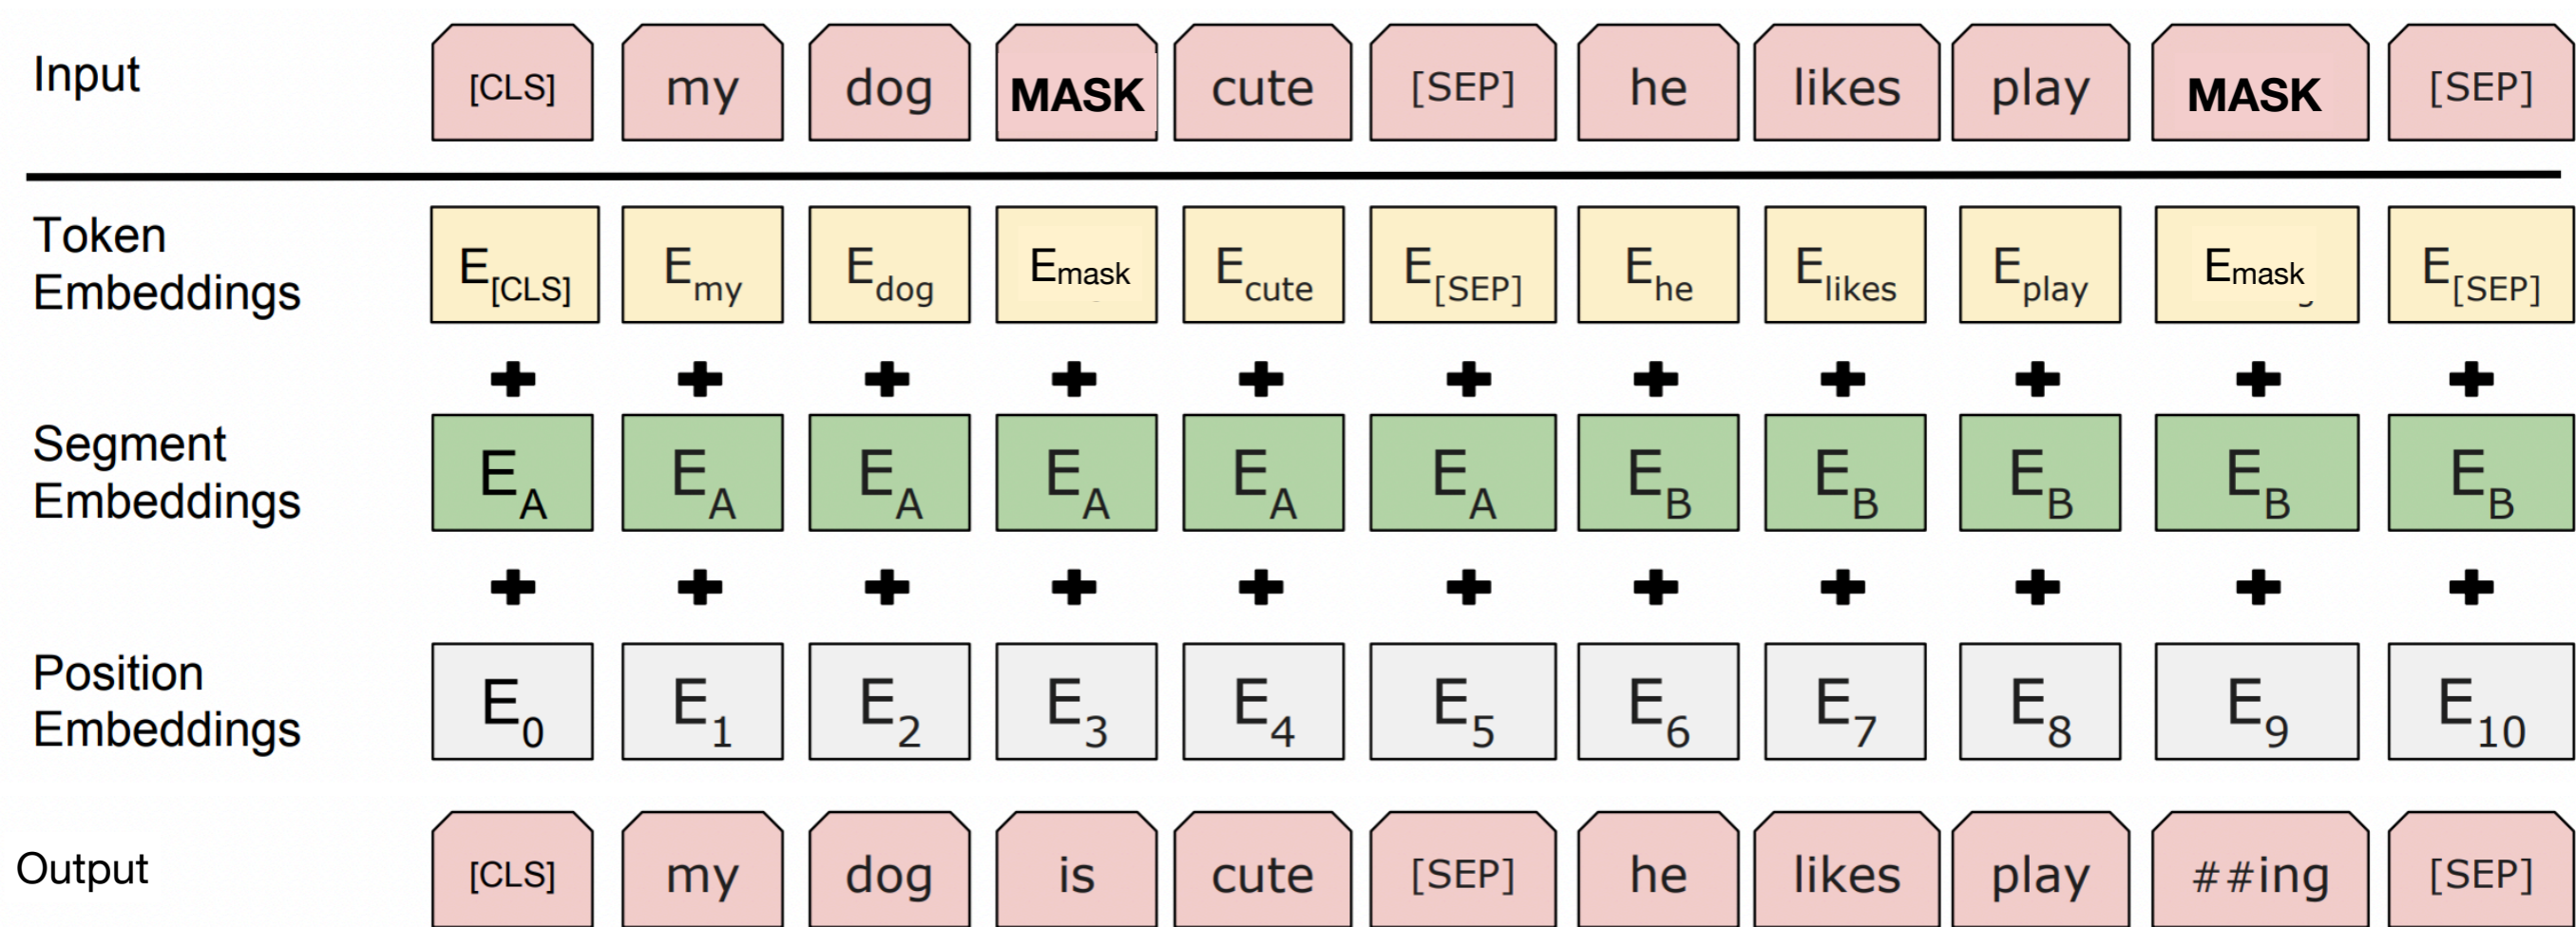 Input [CLS] my dog MASK cute [SEP] he likes play MASK [SEP]
Token Embeddings E[CLS] Emy Edog Emask Ecute E[SEP] Ehe Elikes Eplay Emask E[SEP]
+ + + + + + + + + + +
Segment Embeddings EA EA EA EA EA EA EB EB EB EB EB
+ + + + + + + + + + +
Position Embeddings E0 E1 E2 E3 E4 E5 E6 E7 E8 E9 E10
Output [CLS] my dog is cute [SEP] he likes play ##ing [SEP]